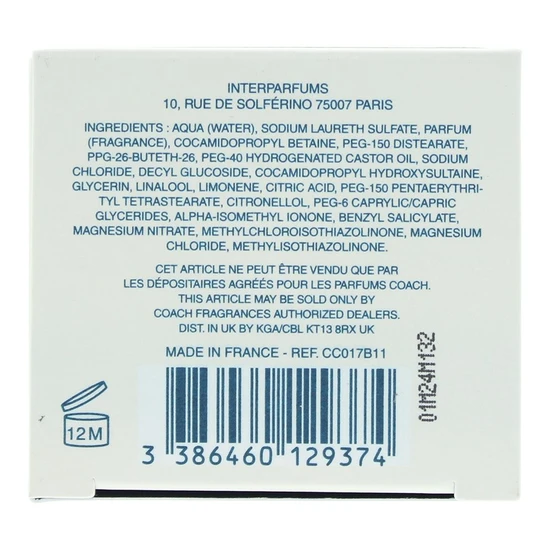 INTERPARFUMS
10, RUE DE SOLFÉRINO 75007 PARIS
INGREDIENTS : AQUA (WATER), SODIUM LAURETH SULFATE, PARFUM
(FRAGRANCE), COCAMIDOPROPYL BETAINE, PEG-150 DISTEARATE,
PPG-26-BUTETH-26, PEG-40 HYDROGENATED CASTOR OIL, SODIUM
CHLORIDE, DECYL GLUCOSIDE, COCAMIDOPROPYL HYDROXYSULTAINE,
GLYCERIN, LINALOOL, LIMONENE, CITRIC ACID, PEG-150 PENTAERYTHRI-
TYL TETRASTEARATE, CITRONELLOL, PEG-6 CAPRYLIC/CAPRIC
GLYCERIDES, ALPHA-ISOMETHYL IONONE, BENZYL SALICYLATE,
MAGNESIUM NITRATE, METHYLCHLOROISOTHIAZOLINONE, MAGNESIUM
CHLORIDE, METHYLISOTHIAZOLINONE.
CET ARTICLE NE PEUT ÊTRE VENDU QUE PAR
LES DÉPOSITAIRES AGRÉÉS POUR LES PARFUMS COACH.
THIS ARTICLE MAY BE SOLD ONLY BY
COACH FRAGRANCES AUTHORIZED DEALERS.
DIST. IN UK BY KGA/CBL KT13 8RX UK
MADE IN FRANCE - REF. CC017B11
01M24M132
12M
3 386460 129374